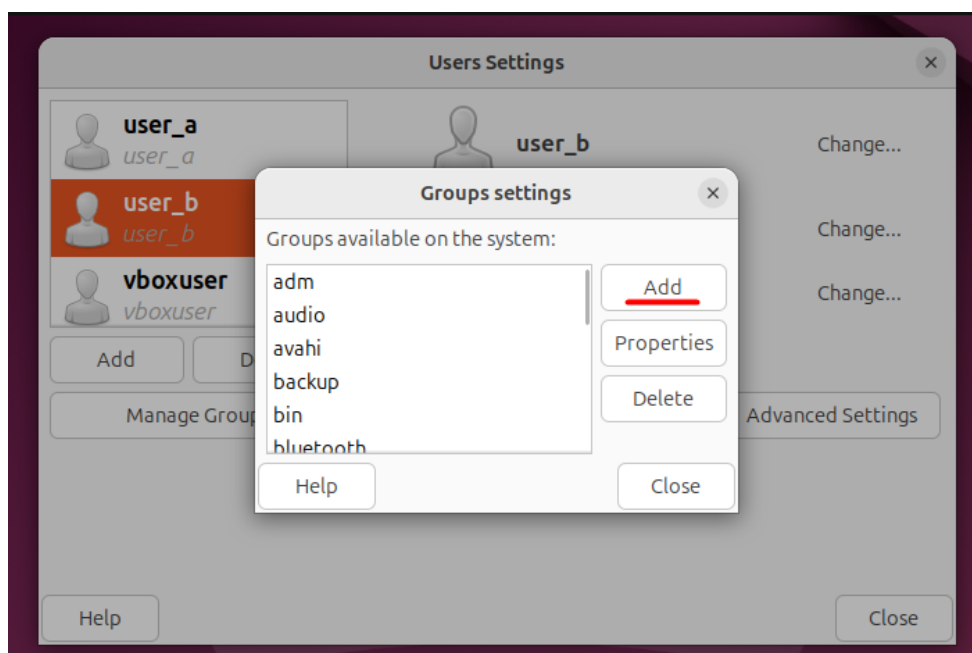 Users Settings
user_a
user_a
user_b
user_b
vboxuser
vboxuser
Add
D
Manage Group
user_b
Change...
Change...
Change...
Advanced Settings
Groups settings
Groups available on the system:
adm
audio
avahi
backup
bin
bluetooth
Add
Properties
Delete
Help
Close
Help
Close